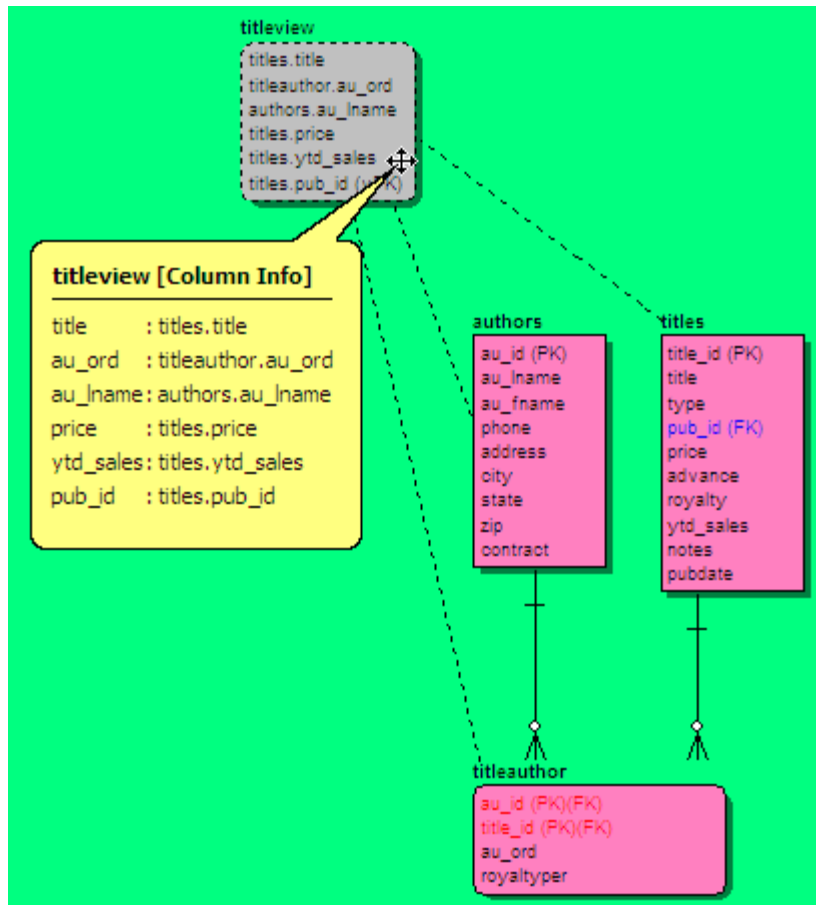 titleview
titles.title
titleauthor.au_ord
authors.au_lname
titles.price
titles.ytd_sales
titles.pub_id
titleview [Column Info]
title : titles.title
au_ord : titleauthor.au_ord
au_lname: authors.au_lname
price : titles.price
ytd_sales: titles.ytd_sales
pub_id : titles.pub_id
authors
au_id (PK)
au_lname
au_fname
phone
address
city
state
zip
contract
titles
title_id (PK)
title
type
pub_id (FK)
price
advance
royalty
ytd_sales
notes
pubdate
titleauthor
au_id (PK)(FK)
title_id (PK)(FK)
au_ord
royaltyper